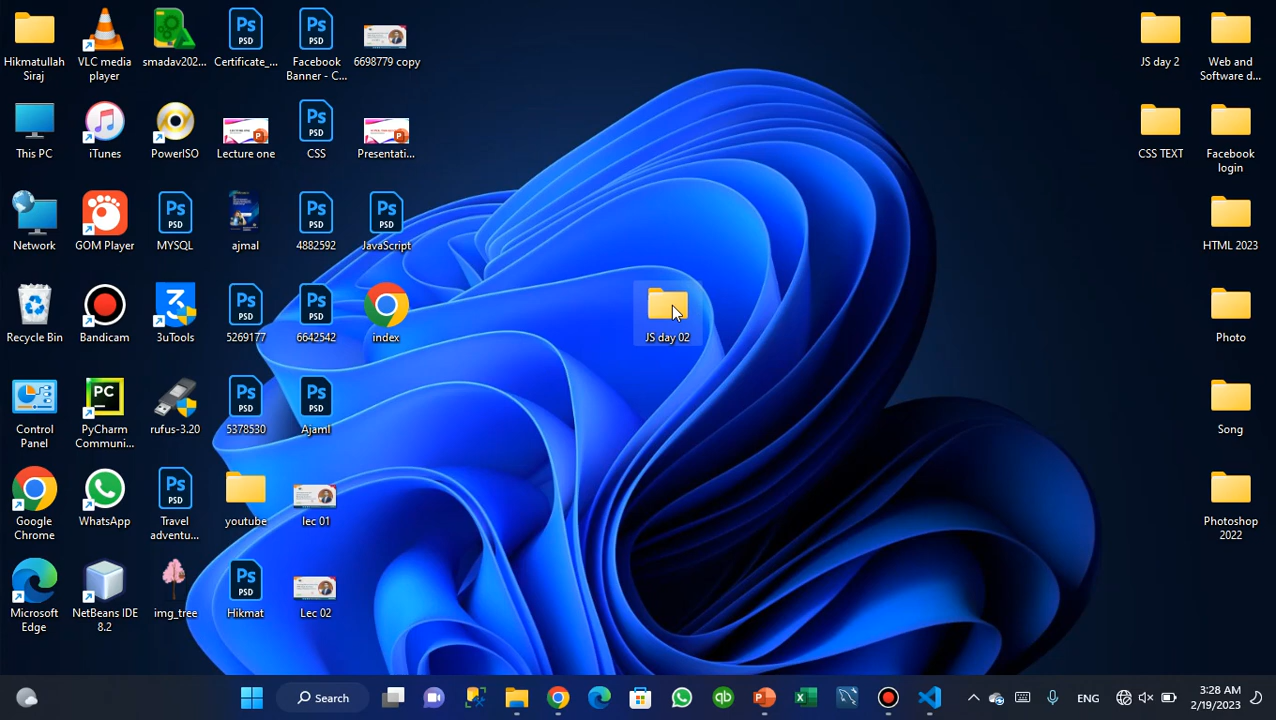 Hikmatullah
Siraj
VLC media
player
smadav202...
Certificate_...
Facebook
Banner - C...
6698779 copy
JS day 2
Web and
Software d...
This PC
iTunes
PowerISO
Lecture one
CSS
Presentati...
CSS TEXT
Facebook
login
Network
GOM Player
MYSQL
ajmal
4882592
JavaScript
HTML 2023
Recycle Bin
Bandicam
3uTools
5269177
6642542
index
JS day 02
Photo
Control
Panel
PyCharm
Communi...
rufus-3.20
5378530
Ajaml
Song
Google
Chrome
WhatsApp
Travel
adventu...
youtube
lec 01
Photoshop
2022
Microsoft
Edge
NetBeans IDE
8.2
img_tree
Hikmat
Lec 02
Search
ENG
3:28 AM
2/19/2023